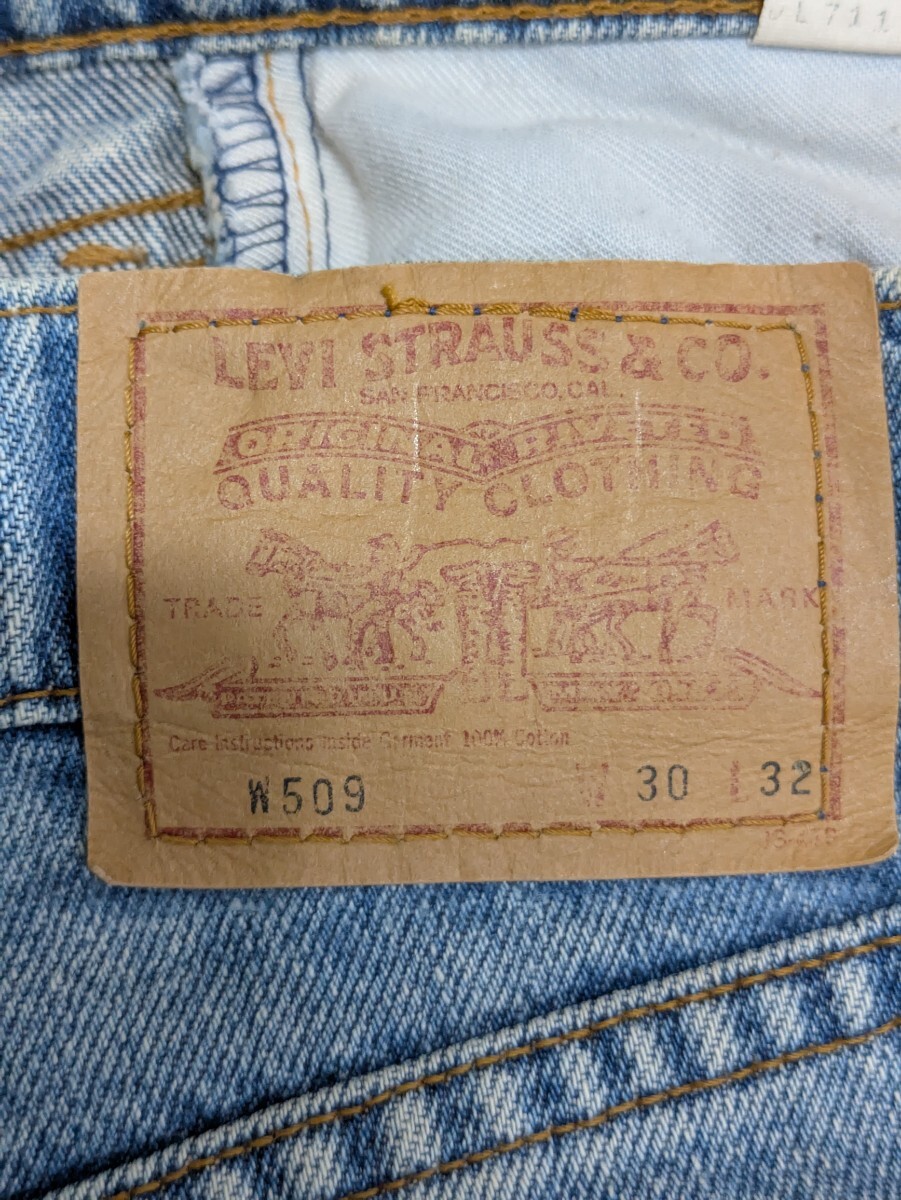 DL711
LEVI STRAUSS & CO.
SAN FRANCISCO, CAL.
ORIGINAL RIVETED
QUALITY CLOTHING
TRADE MARK
Care Instructions Inside Garment 100% Cotton
W509 W 30 L 32